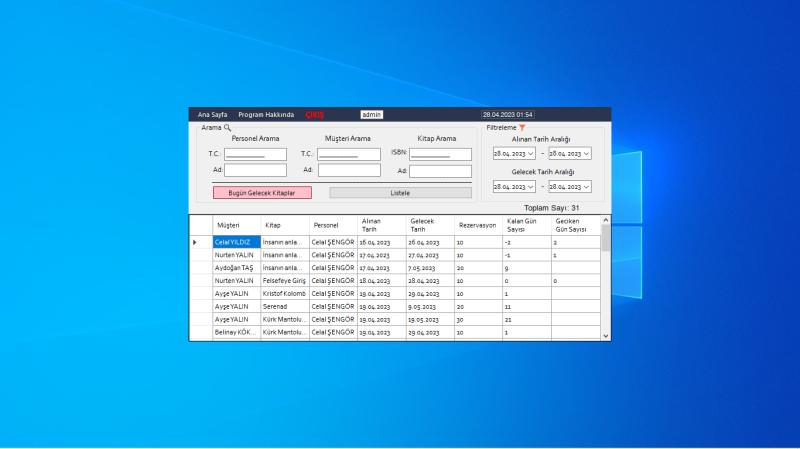 Ana Sayfa Program Hakkında ÇIKIŞ admin 28.04.2023 01:54
Arama Filtreleme
Personel Arama Müşteri Arama Kitap Arama Alınan Tarih Aralığı
T.C.: T.C.: ISBN: 28.04.2023 - 28.04.2023
Ad: Ad: Ad: Gelecek Tarih Aralığı
28.04.2023 - 28.04.2023
Bugün Gelecek Kitaplar Listele
Toplam Sayı: 31
Müşteri Kitap Personel Alınan Tarih Gelecek Tarih Rezervasyon Kalan Gün Sayısı Geciken Gün Sayısı
Celal YILDIZ İnsanın anla... Celal ŞENGÖR 16.04.2023 26.04.2023 10 -2 2
Nurten YALIN İnsanın anla... Celal ŞENGÖR 17.04.2023 27.04.2023 10 -1 1
Aydoğan TAŞ İnsanın anla... Celal ŞENGÖR 17.04.2023 7.05.2023 20 9
Nurten YALIN Felsefeye Giriş Celal ŞENGÖR 18.04.2023 28.04.2023 10 0 0
Ayşe YALIN Kristof Kolomb Celal ŞENGÖR 19.04.2023 29.04.2023 10 1
Ayşe YALIN Serenad Celal ŞENGÖR 19.04.2023 9.05.2023 20 11
Ayşe YALIN Kürk Mantolu... Celal ŞENGÖR 19.04.2023 19.05.2023 30 21
Belinay KÖK... Kürk Mantolu... Celal ŞENGÖR 19.04.2023 29.04.2023 10 1